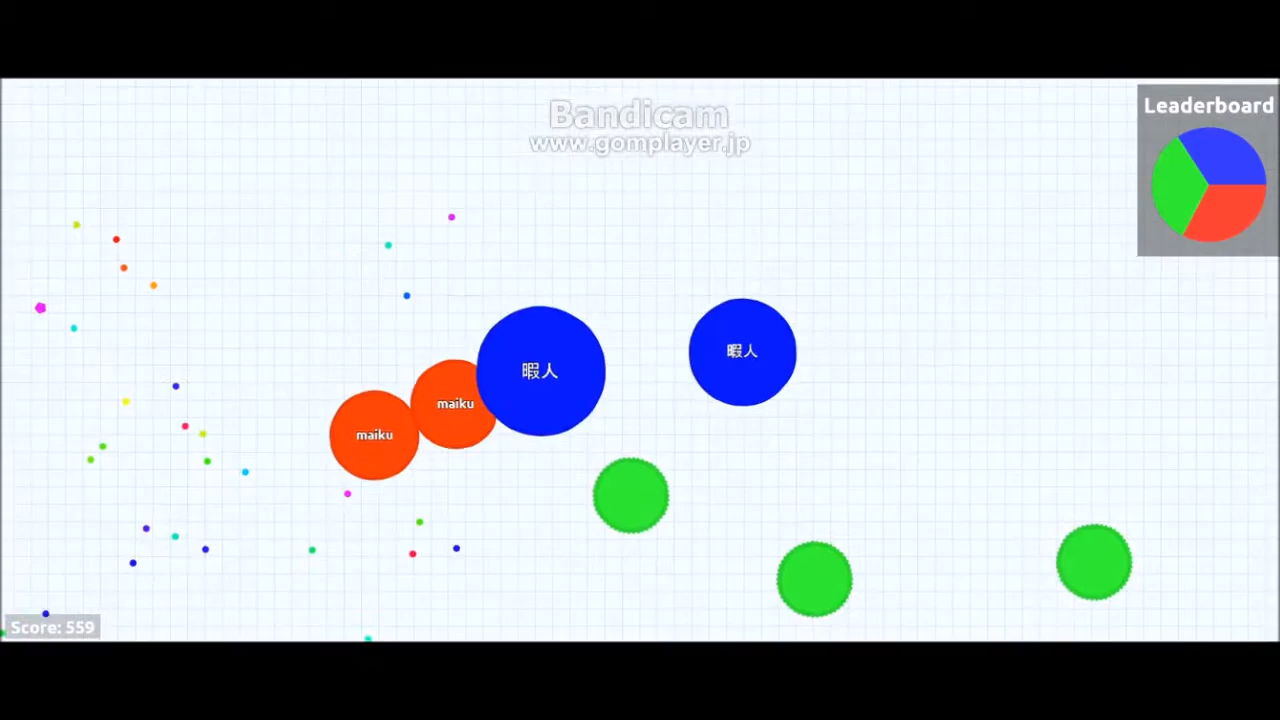 Bandicam
www.gomplayer.jp
Leaderboard
暇人
暇人
maiku
maiku
Score: 559